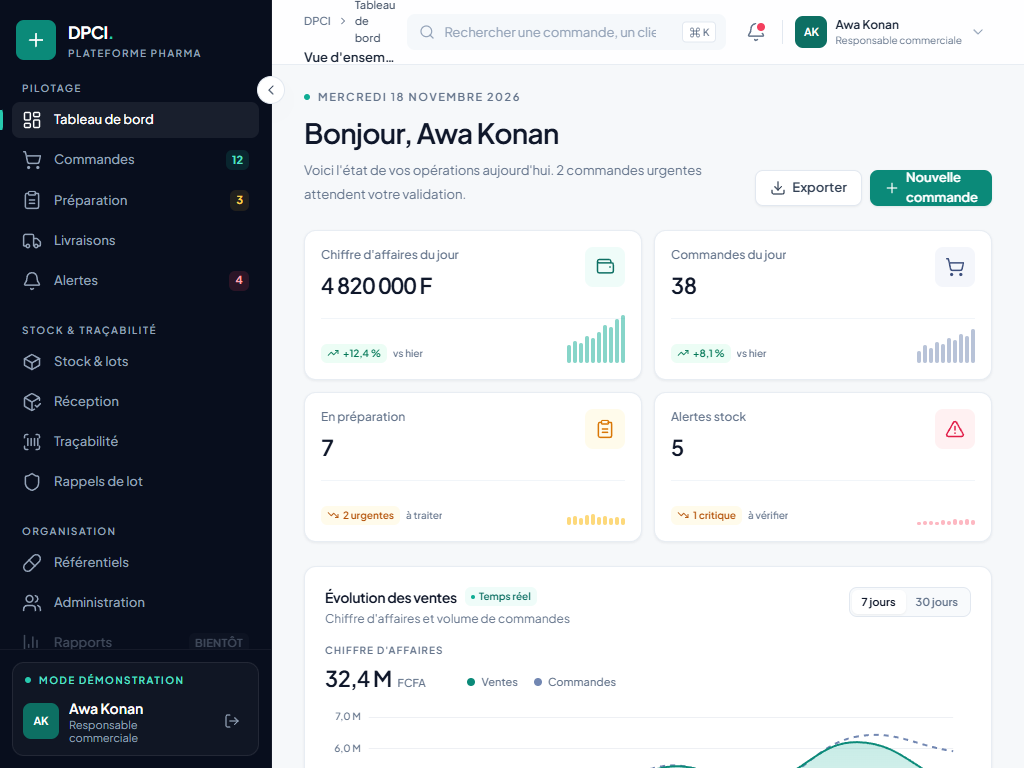 DPCI.
PLATEFORME PHARMA
PILOTAGE
Tableau de bord
Commandes 12
Préparation 3
Livraisons
Alertes 4
STOCK & TRAÇABILITÉ
Stock & lots
Réception
Traçabilité
Rappels de lot
ORGANISATION
Référentiels
Administration
Rapports BIENTÔT
MODE DÉMONSTRATION
AK
Awa Konan
Responsable
commerciale
DPCI > Tableau
de
bord
Vue d'ensem…
Rechercher une commande, un clie
⌘ K
AK
Awa Konan
Responsable commerciale
MERCREDI 18 NOVEMBRE 2026
Bonjour, Awa Konan
Voici l'état de vos opérations aujourd'hui. 2 commandes urgentes
attendent votre validation.
Exporter
Nouvelle
commande
Chiffre d'affaires du jour
4 820 000 F
+12,4 % vs hier
Commandes du jour
38
+8,1 % vs hier
En préparation
7
2 urgentes à traiter
Alertes stock
5
1 critique à vérifier
Évolution des ventes Temps réel
Chiffre d'affaires et volume de commandes
7 jours 30 jours
CHIFFRE D'AFFAIRES
32,4 M FCFA
Ventes Commandes
7,0 M
6,0 M